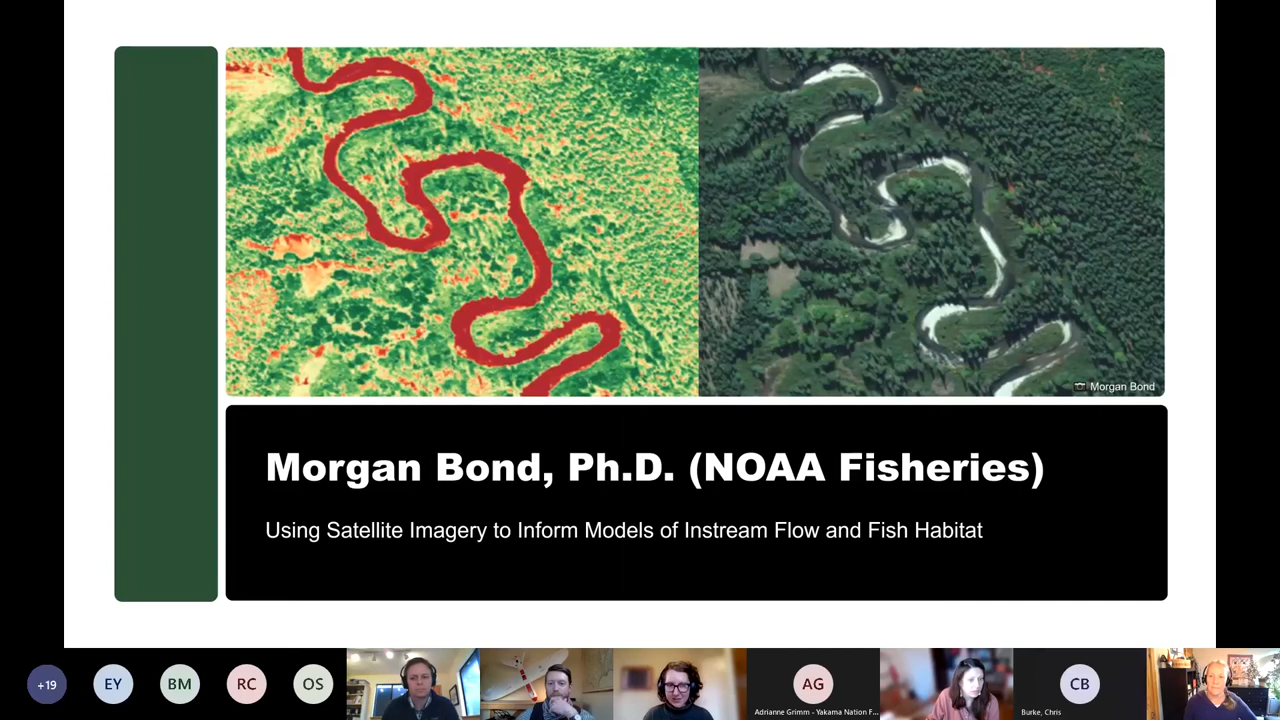 Morgan Bond
Morgan Bond, Ph.D. (NOAA Fisheries)
Using Satellite Imagery to Inform Models of Instream Flow and Fish Habitat
+19
EY
BM
RC
OS
AG
Adrianne Grimm - Yakama Nation F...
CB
Burke, Chris